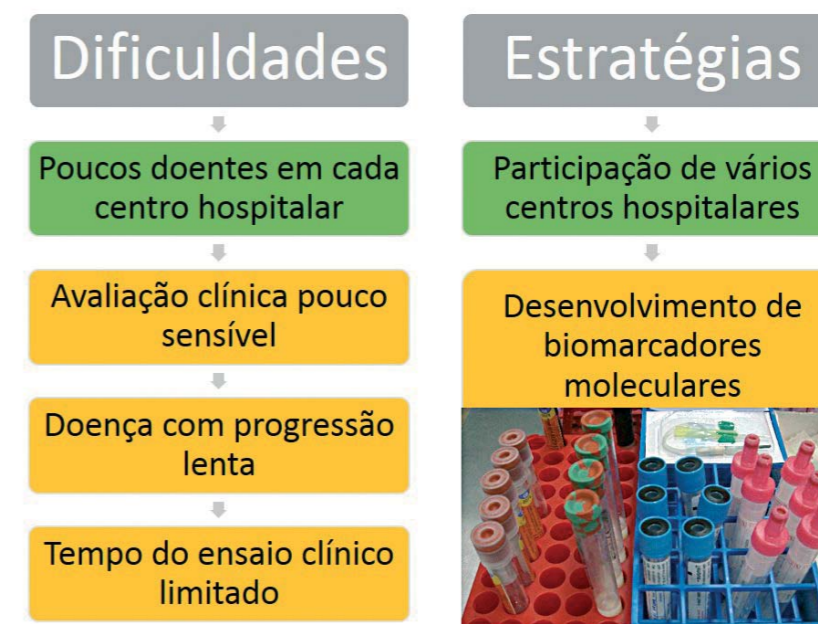 Dificuldades
Poucos doentes em cada
centro hospitalar
Avaliação clínica pouco
sensível
Doença com progressão
lenta
Tempo do ensaio clínico
limitado
Estratégias
Participação de vários
centros hospitalares
Desenvolvimento de
biomarcadores
moleculares